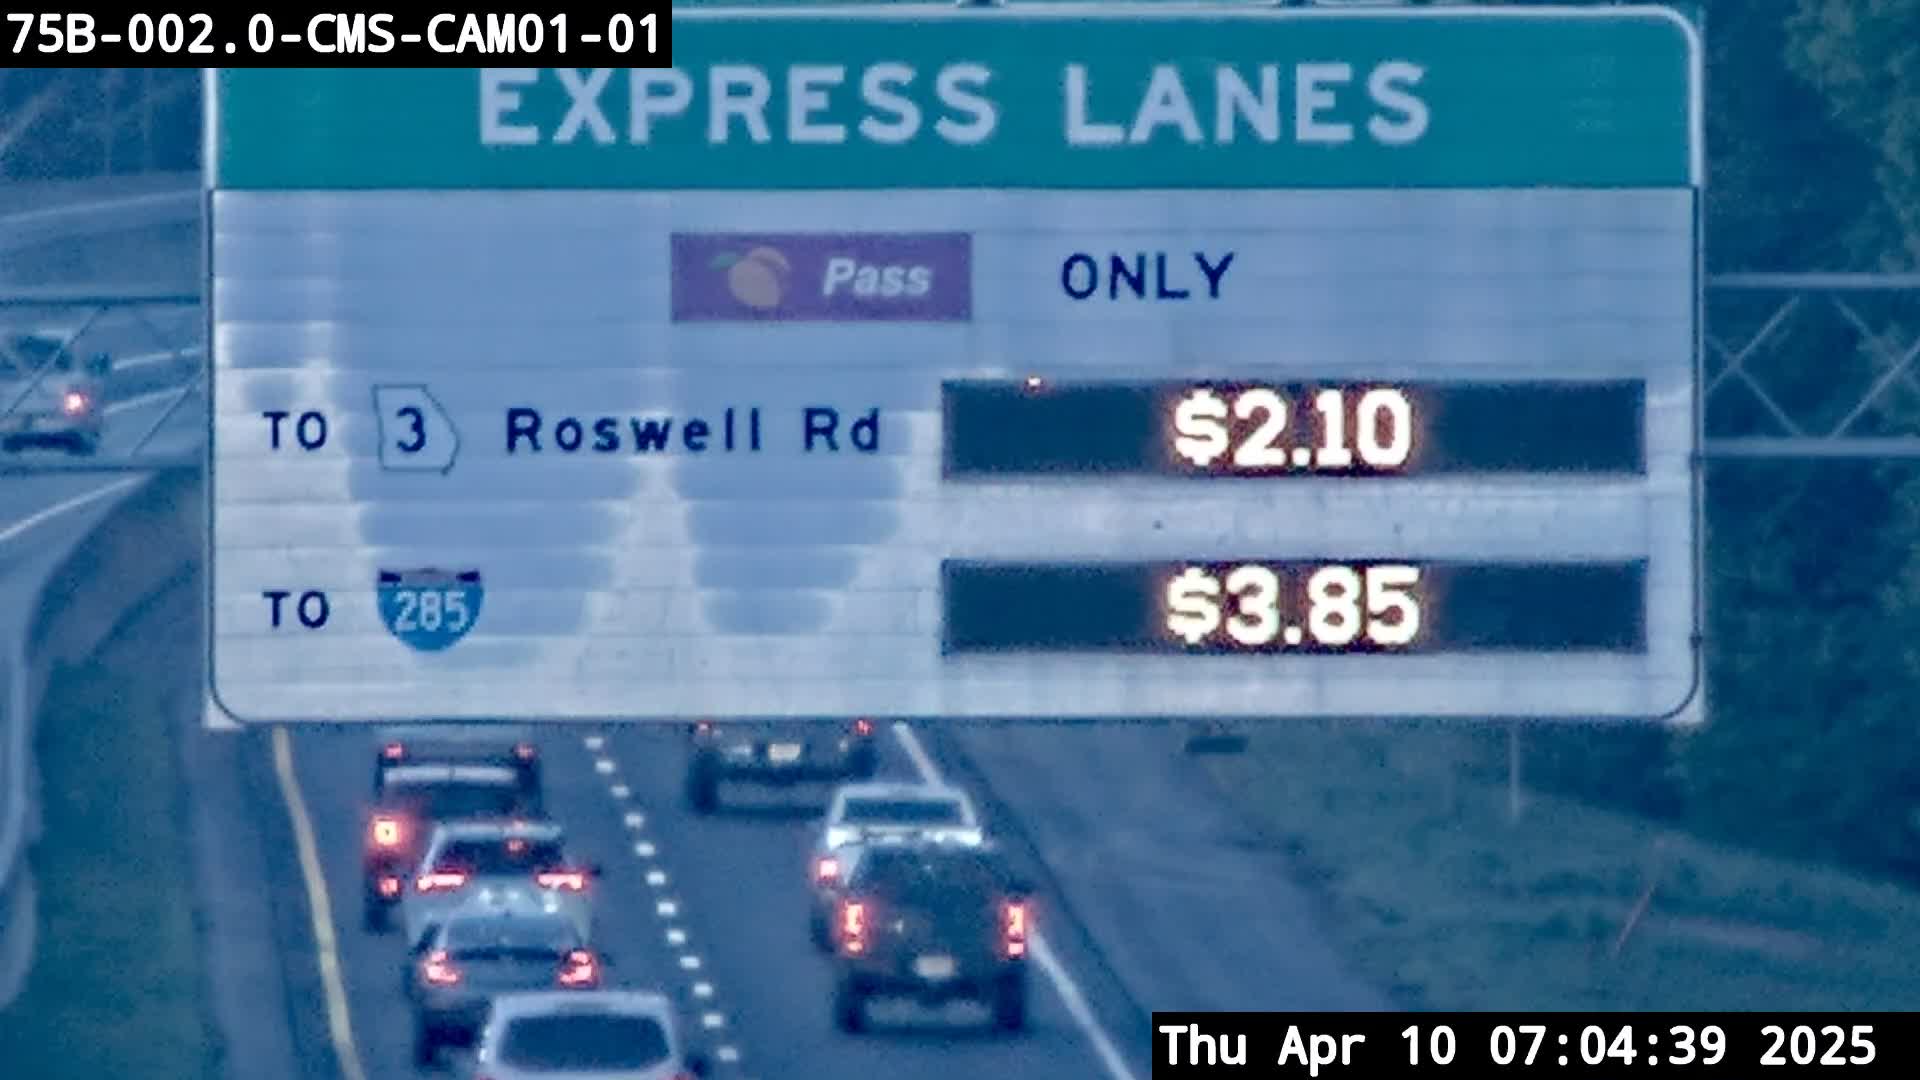 75B-002.0-CMS-CAM01-01
EXPRESS LANES
Pass ONLY
TO 3 Roswell Rd $2.10
TO 285 $3.85
Thu Apr 10 07:04:39 2025